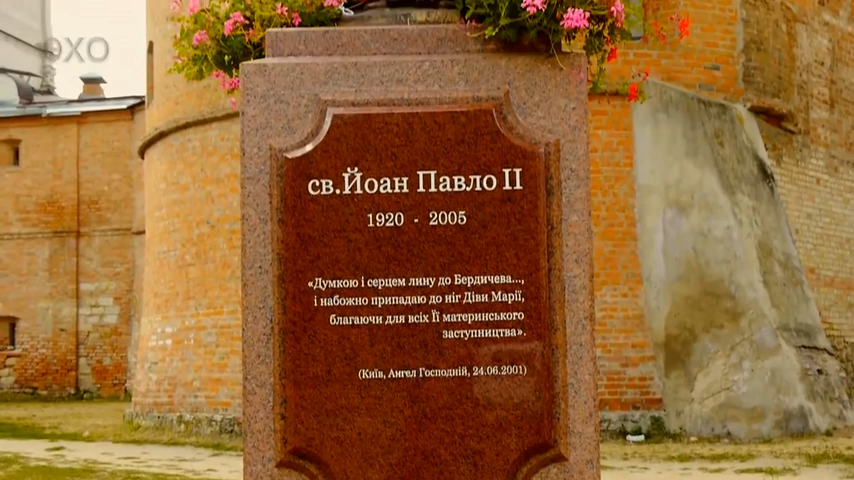 эхо
св.Йоан Павло II
1920 - 2005
«Думкою і серцем лину до Бердичева...,
і набожно припадаю до ніг Діви Марії,
благаючи для всіх Її материнського
заступництва».
(Київ, Ангел Господній, 24.06.2001)